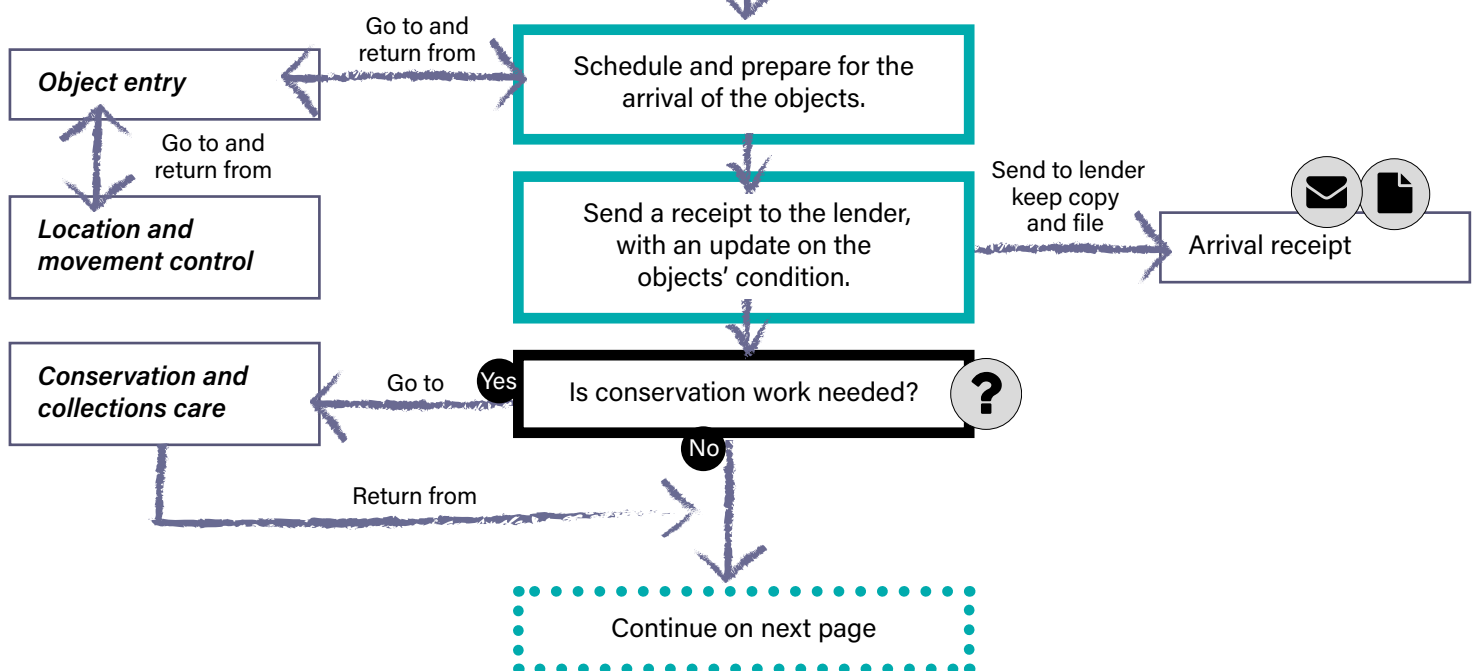 Go to and
return from
Object entry
Schedule and prepare for the
arrival of the objects.
Go to and
return from
Location and
movement control
Send a receipt to the lender,
with an update on the
objects’ condition.
Send to lender
keep copy
and file
Arrival receipt
Conservation and
collections care
Go to
Yes
Is conservation work needed?
?
No
Return from
Continue on next page